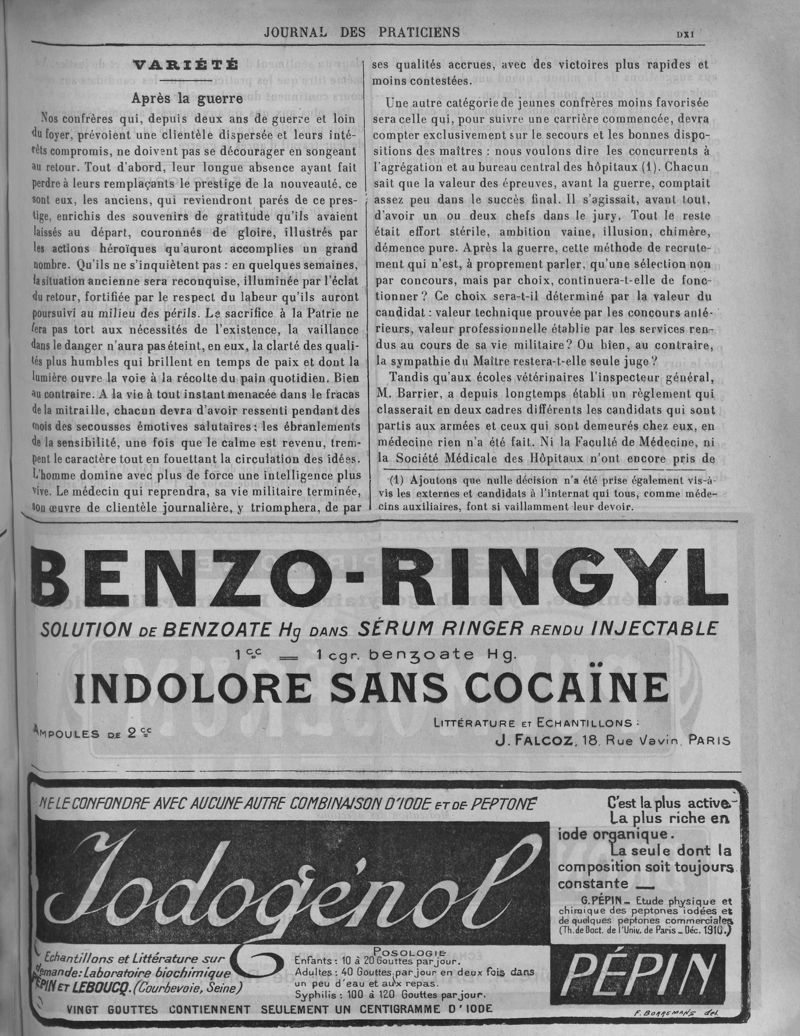 JOURNAL DES PRATICIENS
DXI
VARIÉTÉ
Après la guerre
Nos confrères qui, depuis deux ans de guerre et loin
du foyer, prévoient une clientèle dispersée et leurs inté-
rêts compromis, ne doivent pas se décourager en songeant
au retour. Tout d'abord, leur longue absence ayant fait
perdre à leurs remplaçants le prestige de la nouveauté, ce
sont eux, les anciens, qui reviendront parés de ce pres-
tige, enrichis des souvenirs de gratitude qu'ils avaient
laissés au départ, couronnés de gloire, illustrés par
les actions héroïques qu'auront accomplies un grand
nombre. Qu'ils ne s'inquiètent pas : en quelques semaines,
la situation ancienne sera reconquise, illuminée par l'éclat
du retour, fortifiée par le respect du labeur qu'ils auront
poursuivi au milieu des périls. Le sacrifice à la Patrie ne
fera pas tort aux nécessités de l'existence, la vaillance
dans le danger n'aura pas éteint, en eux, la clarté des quali-
tés plus humbles qui brillent en temps de paix et dont la
lumière ouvre la voie à la récolte du pain quotidien. Bien
au contraire. A la vie à tout instant menacée dans le fracas
de la mitraille, chacun devra d'avoir ressenti pendant des
mois des secousses émotives salutaires : les ébranlements
de la sensibilité, une fois que le calme est revenu, trem-
pent le caractère tout en fouettant la circulation des idées.
L'homme domine avec plus de force une intelligence plus
vive. Le médecin qui reprendra, sa vie militaire terminée,
son œuvre de clientèle journalière, y triomphera, de par
ses qualités accrues, avec des victoires plus rapides et
moins contestées.
Une autre catégorie de jeunes confrères moins favorisée
sera celle qui, pour suivre une carrière commencée, devra
compter exclusivement sur le secours et les bonnes dispo-
sitions des maîtres : nous voulons dire les concurrents à
l'agrégation et au bureau central des hôpitaux (1). Chacun
sait que la valeur des épreuves, avant la guerre, comptait
assez peu dans le succès final. Il s'agissait, avant tout,
d'avoir un ou deux chefs dans le jury. Tout le reste
était effort stérile, ambition vaine, illusion, chimère,
démence pure. Après la guerre, cette méthode de recrute-
ment qui n'est, à proprement parler, qu'une sélection non
par concours, mais par choix, continuera-t-elle de fonc-
tionner ? Ce choix sera-t-il déterminé par la valeur du
candidat : valeur technique prouvée par les concours anté-
rieurs, valeur professionnelle établie par les services ren-
dus au cours de sa vie militaire? Ou bien, au contraire,
la sympathie du Maître restera-t-elle seule juge ?
Tandis qu'aux écoles vétérinaires l'inspecteur général,
M. Barrier, a depuis longtemps établi un règlement qui
classerait en deux cadres différents les candidats qui sont
partis aux armées et ceux qui sont demeurés chez eux, en
médecine rien n'a été fait. Ni la Faculté de Médecine, ni
la Société Médicale des Hôpitaux n'ont encore pris de
(1) Ajoutons que nulle décision n'a été prise également vis-à-
vis les externes et candidats à l'internat qui tous, comme méde-
cins auxiliaires, font si vaillamment leur devoir.
BENZO-RINGYL
SOLUTION DE BENZOATE Hg DANS SÉRUM RINGER RENDU INJECTABLE
1 cc = 1 cgr. benzoate Hg.
INDOLORE SANS COCAÏNE
AMPOULES DE 2 cc
LITTÉRATURE ET ECHANTILLONS :
J. FALCOZ, 18, Rue Vavin PARIS
NE LE CONFONDRE AVEC AUCUNE AUTRE COMBINAISON D'IODE ET DE PEPTONE
Iodogénol
C'est la plus active_
La plus riche en
iode organique.
La seule dont la
composition soit toujours
constante _
G. PÉPIN _ Etude physique et
chimique des peptones iodées et
de quelques peptones commerciales
(Th. de Doct. de l'Univ. de Paris _ Déc. 1910.)
Echantillons et Littérature sur
demande: Laboratoire biochimique
PÉPIN ET LEBOUCQ. (Courbevoie, Seine)
POSOLOGIE
Enfants : 10 à 20 Gouttes par jour.
Adultes : 40 Gouttes par jour en deux fois dans
un peu d'eau et aux repas.
Syphilis : 100 à 120 Gouttes par jour.
VINGT GOUTTES CONTIENNENT SEULEMENT UN CENTIGRAMME D'IODE
PÉPIN
F. BORREMANS del.